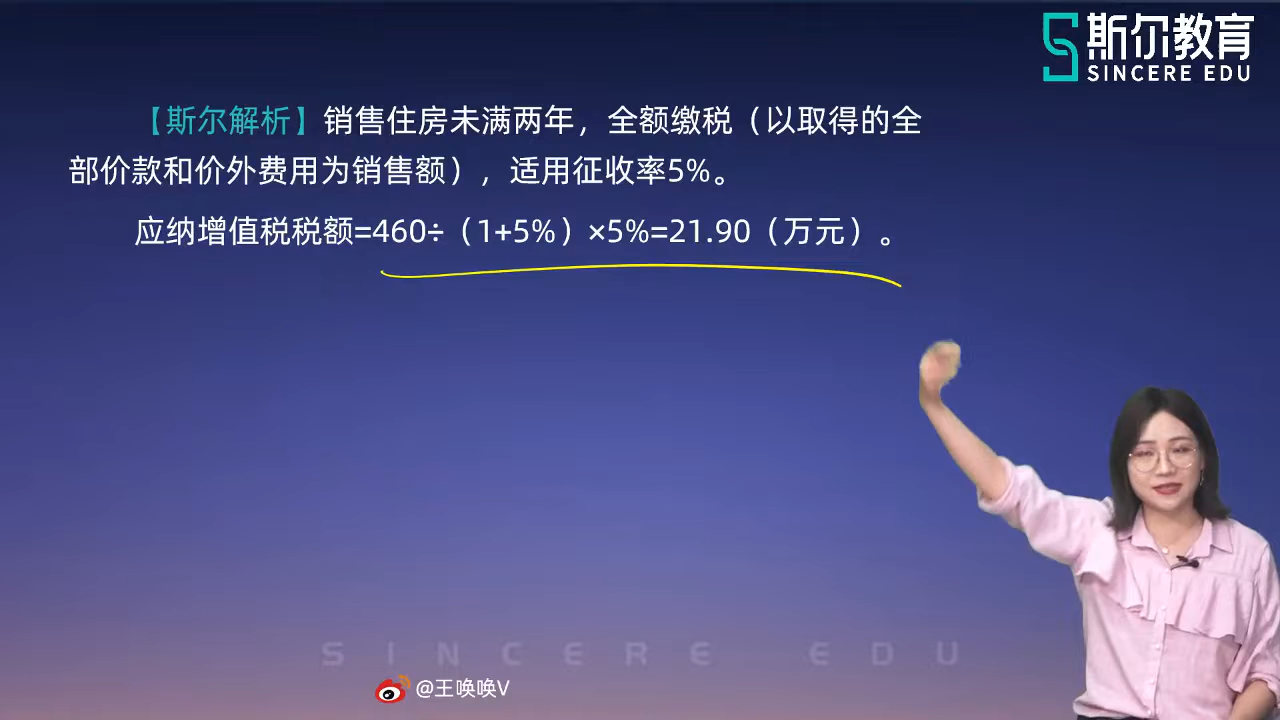 斯尔教育
SINCERE EDU
【斯尔解析】销售住房未满两年，全额缴税（以取得的全
部价款和价外费用为销售额），适用征收率5%。
应纳增值税税额=460÷（1+5%）×5%=21.90（万元）。
SINCERE EDU
@王唤唤V